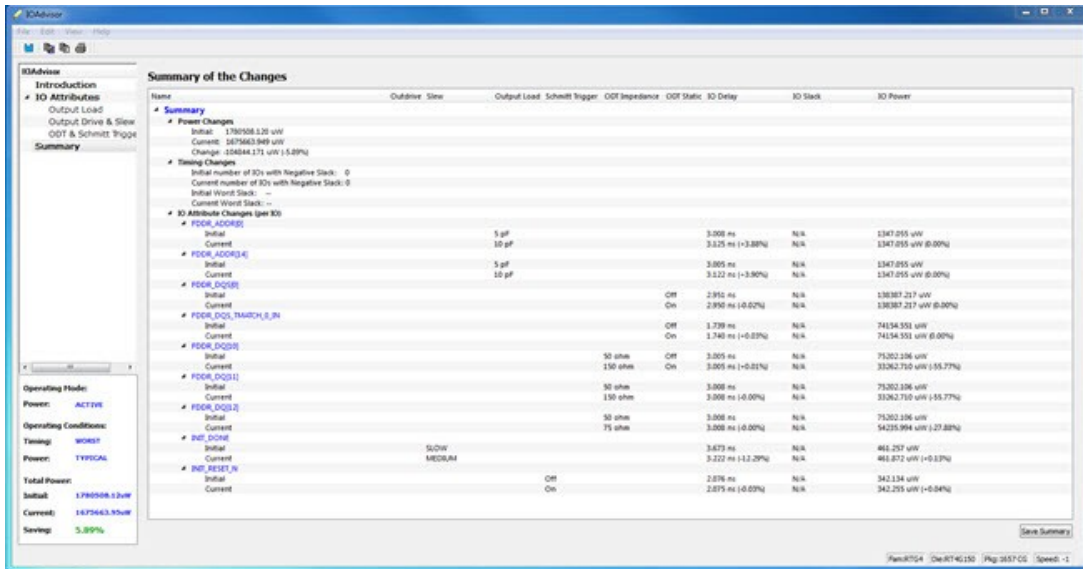 IOAdvisor
File Edit View Help
IOAdvisor
Introduction
IO Attributes
Output Load
Output Drive & Slew
ODT & Schmitt Trigge
Summary
Summary of the Changes
Name Outdrive Slew Output Load Schmitt Trigger ODT Impedance ODT Static IO Delay IO Slack IO Power
Summary
Power Changes
Initial: 1780508.120 uW
Current: 1675663.949 uW
Change: -104844.171 uW (-5.89%)
Timing Changes
Initial number of IOs with Negative Slack: 0
Current number of IOs with Negative Slack: 0
Initial Worst Slack: --
Current Worst Slack: --
IO Attribute Changes (per IO)
FDDR_ADDR[0]
Initial 5 pF 3.008 ns N/A 1347.055 uW
Current 10 pF 3.125 ns (+3.88%) N/A 1347.055 uW (0.00%)
FDDR_ADDR[14]
Initial 5 pF 3.005 ns N/A 1347.055 uW
Current 10 pF 3.122 ns (+3.90%) N/A 1347.055 uW (0.00%)
FDDR_DQS[0]
Initial Off 2.951 ns N/A 138387.217 uW
Current On 2.950 ns (-0.02%) N/A 138387.217 uW (0.00%)
FDDR_DQS_TMATCH_0_IN
Initial Off 1.739 ns N/A 74154.551 uW
Current On 1.740 ns (+0.03%) N/A 74154.551 uW (0.00%)
FDDR_DQ[10]
Initial 50 ohm Off 3.005 ns N/A 75202.106 uW
Current 150 ohm On 3.005 ns (+0.01%) N/A 33262.710 uW (-55.77%)
FDDR_DQ[11]
Initial 50 ohm 3.008 ns N/A 75202.106 uW
Current 150 ohm 3.008 ns (-0.00%) N/A 33262.710 uW (-55.77%)
FDDR_DQ[12]
Initial 50 ohm 3.008 ns N/A 75202.106 uW
Current 75 ohm 3.008 ns (-0.00%) N/A 54235.994 uW (-27.88%)
INIT_DONE
Initial SLOW 3.673 ns N/A 461.257 uW
Current MEDIUM 3.222 ns (-12.29%) N/A 461.872 uW (+0.13%)
INIT_RESET_N
Initial Off 2.076 ns N/A 342.134 uW
Current On 2.075 ns (-0.03%) N/A 342.255 uW (+0.04%)
Operating Mode:
Power: ACTIVE
Operating Conditions:
Timing: WORST
Power: TYPICAL
Total Power:
Initial: 1780508.12uW
Current: 1675663.95uW
Saving: 5.89%
Save Summary
Fam:RTG4 Die:RT4G150 Pkg:1657 CG Speed: -1